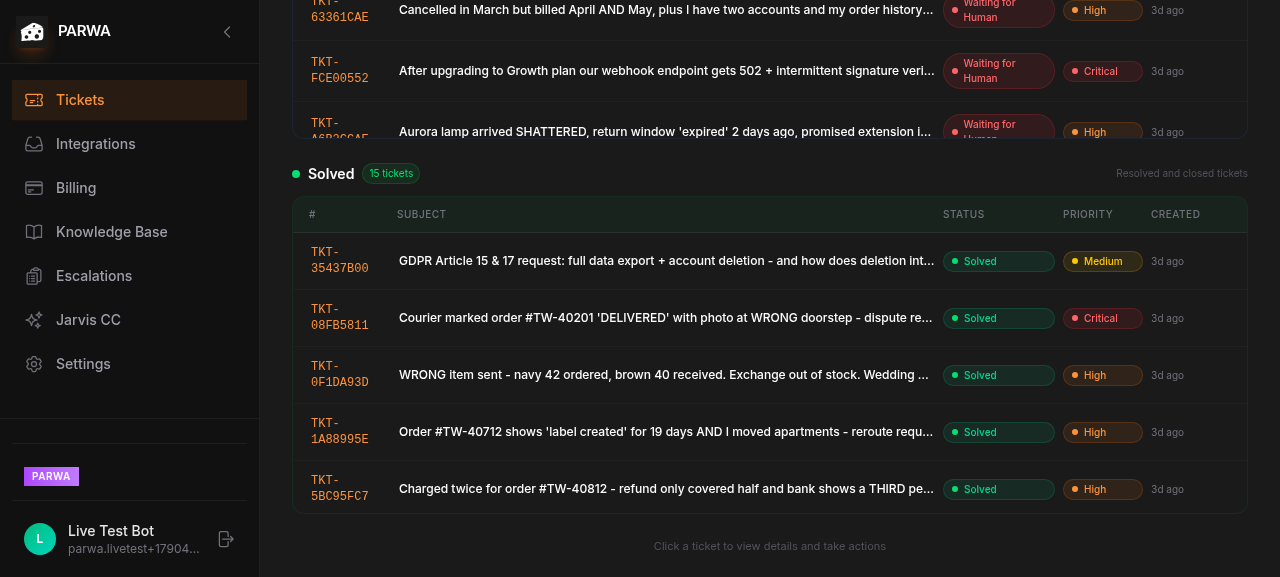 PARWA
Tickets
Integrations
Billing
Knowledge Base
Escalations
Jarvis CC
Settings
PARWA
L
Live Test Bot
parwa.livetest+17904...
TKT-
63361CAE
Cancelled in March but billed April AND May, plus I have two accounts and my order history...
Waiting for
Human
High
3d ago
TKT-
FCE00552
After upgrading to Growth plan our webhook endpoint gets 502 + intermittent signature veri...
Waiting for
Human
Critical
3d ago
TKT-
Aurora lamp arrived SHATTERED, return window 'expired' 2 days ago, promised extension i...
Waiting for
Human
High
3d ago
Solved
15 tickets
Resolved and closed tickets
# SUBJECT STATUS PRIORITY CREATED
TKT-
35437B00
GDPR Article 15 & 17 request: full data export + account deletion - and how does deletion int...
Solved
Medium
3d ago
TKT-
08FB5811
Courier marked order #TW-40201 'DELIVERED' with photo at WRONG doorstep - dispute re...
Solved
Critical
3d ago
TKT-
0F1DA93D
WRONG item sent - navy 42 ordered, brown 40 received. Exchange out of stock. Wedding ...
Solved
High
3d ago
TKT-
1A88995E
Order #TW-40712 shows 'label created' for 19 days AND I moved apartments - reroute requ...
Solved
High
3d ago
TKT-
5BC95FC7
Charged twice for order #TW-40812 - refund only covered half and bank shows a THIRD pe...
Solved
High
3d ago
Click a ticket to view details and take actions